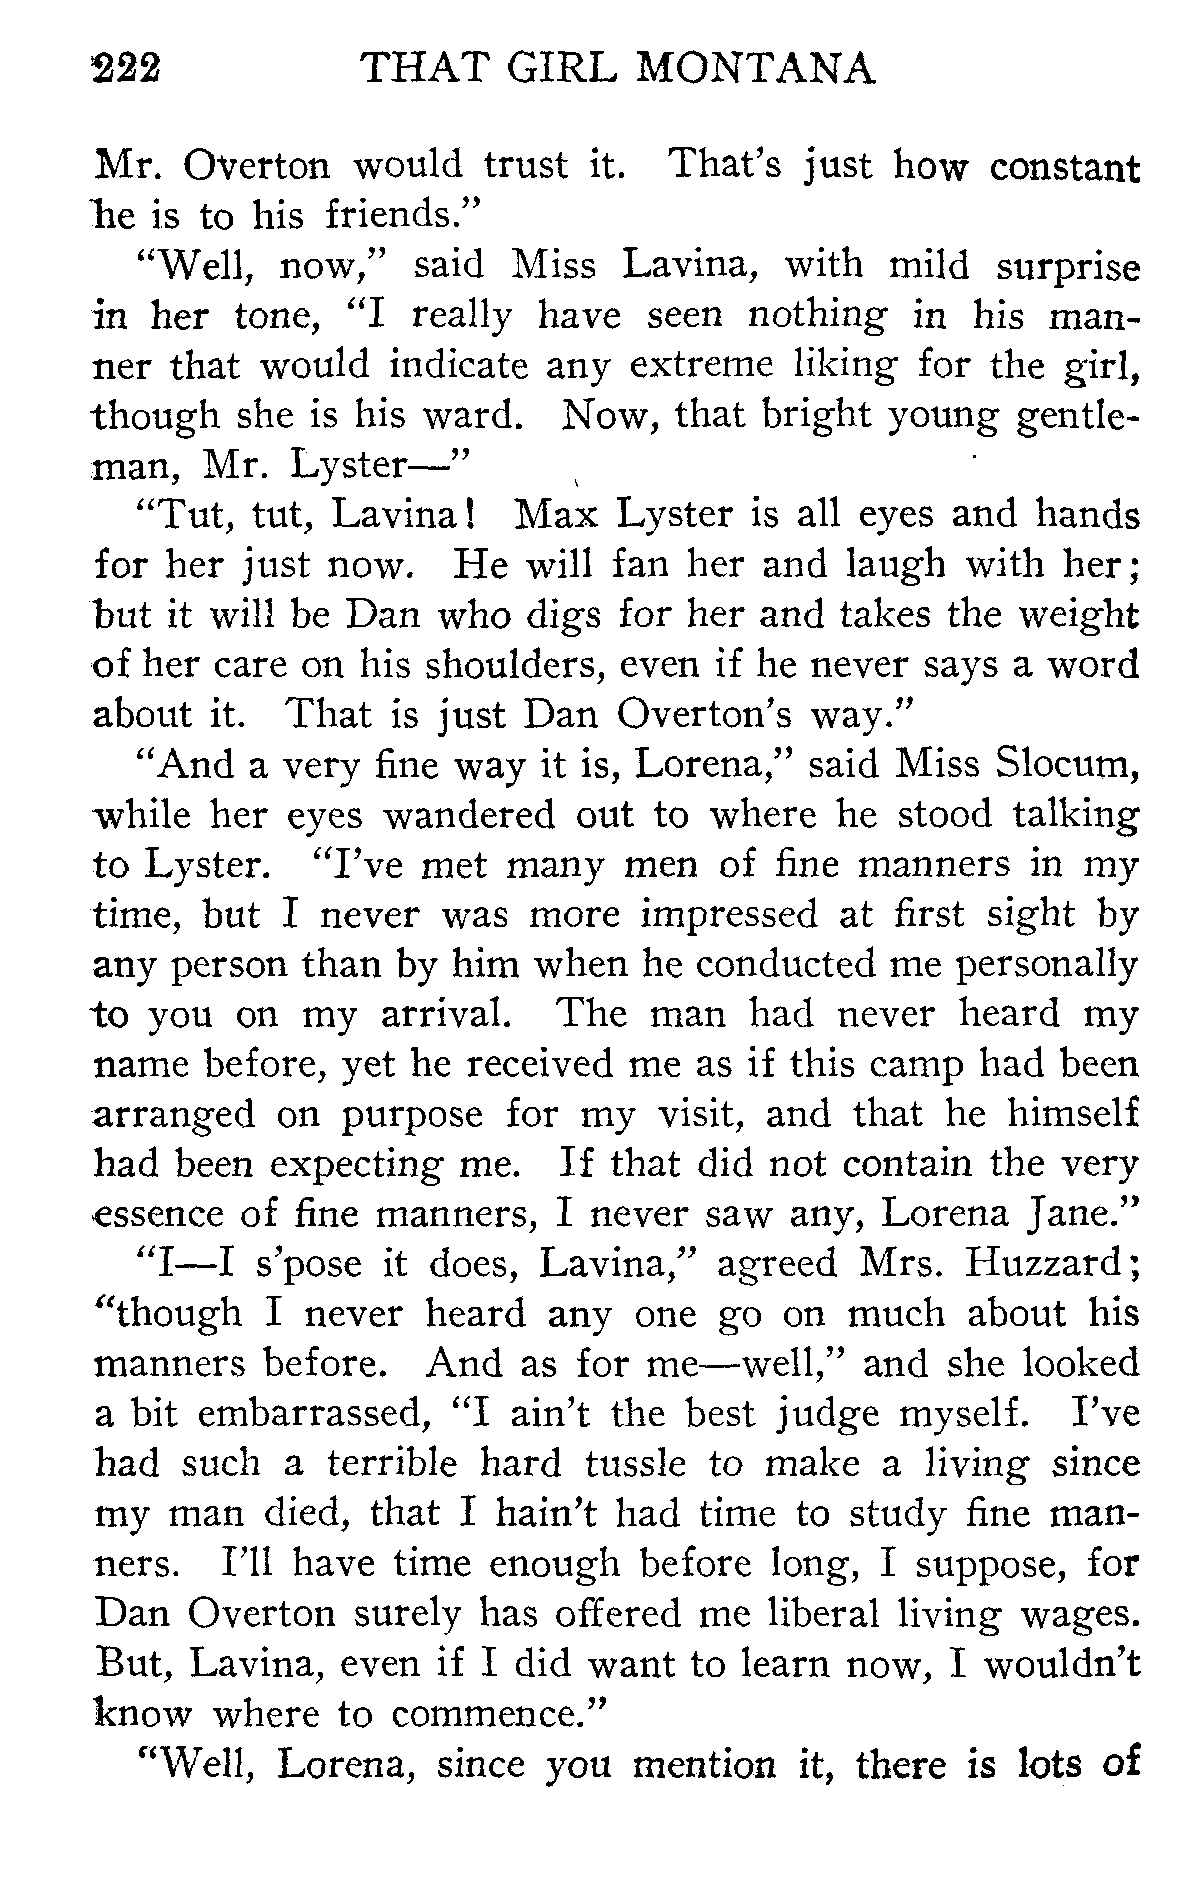 222 THAT GIRL MONTANA
Mr. Overton would trust it. That's just how constant
he is to his friends."
"Well, now," said Miss Lavina, with mild surprise
in her tone, "I really have seen nothing in his man-
ner that would indicate any extreme liking for the girl,
though she is his ward. Now, that bright young gentle-
man, Mr. Lyster—"
"Tut, tut, Lavina! Max Lyster is all eyes and hands
for her just now. He will fan her and laugh with her;
but it will be Dan who digs for her and takes the weight
of her care on his shoulders, even if he never says a word
about it. That is just Dan Overton's way."
"And a very fine way it is, Lorena," said Miss Slocum,
while her eyes wandered out to where he stood talking
to Lyster. "I've met many men of fine manners in my
time, but I never was more impressed at first sight by
any person than by him when he conducted me personally
to you on my arrival. The man had never heard my
name before, yet he received me as if this camp had been
arranged on purpose for my visit, and that he himself
had been expecting me. If that did not contain the very
essence of fine manners, I never saw any, Lorena Jane."
"I—I s'pose it does, Lavina," agreed Mrs. Huzzard;
"though I never heard any one go on much about his
manners before. And as for me—well," and she looked
a bit embarrassed, "I ain't the best judge myself. I've
had such a terrible hard tussle to make a living since
my man died, that I hain't had time to study fine man-
ners. I'll have time enough before long, I suppose, for
Dan Overton surely has offered me liberal living wages.
But, Lavina, even if I did want to learn now, I wouldn't
know where to commence."
"Well, Lorena, since you mention it, there is lots of